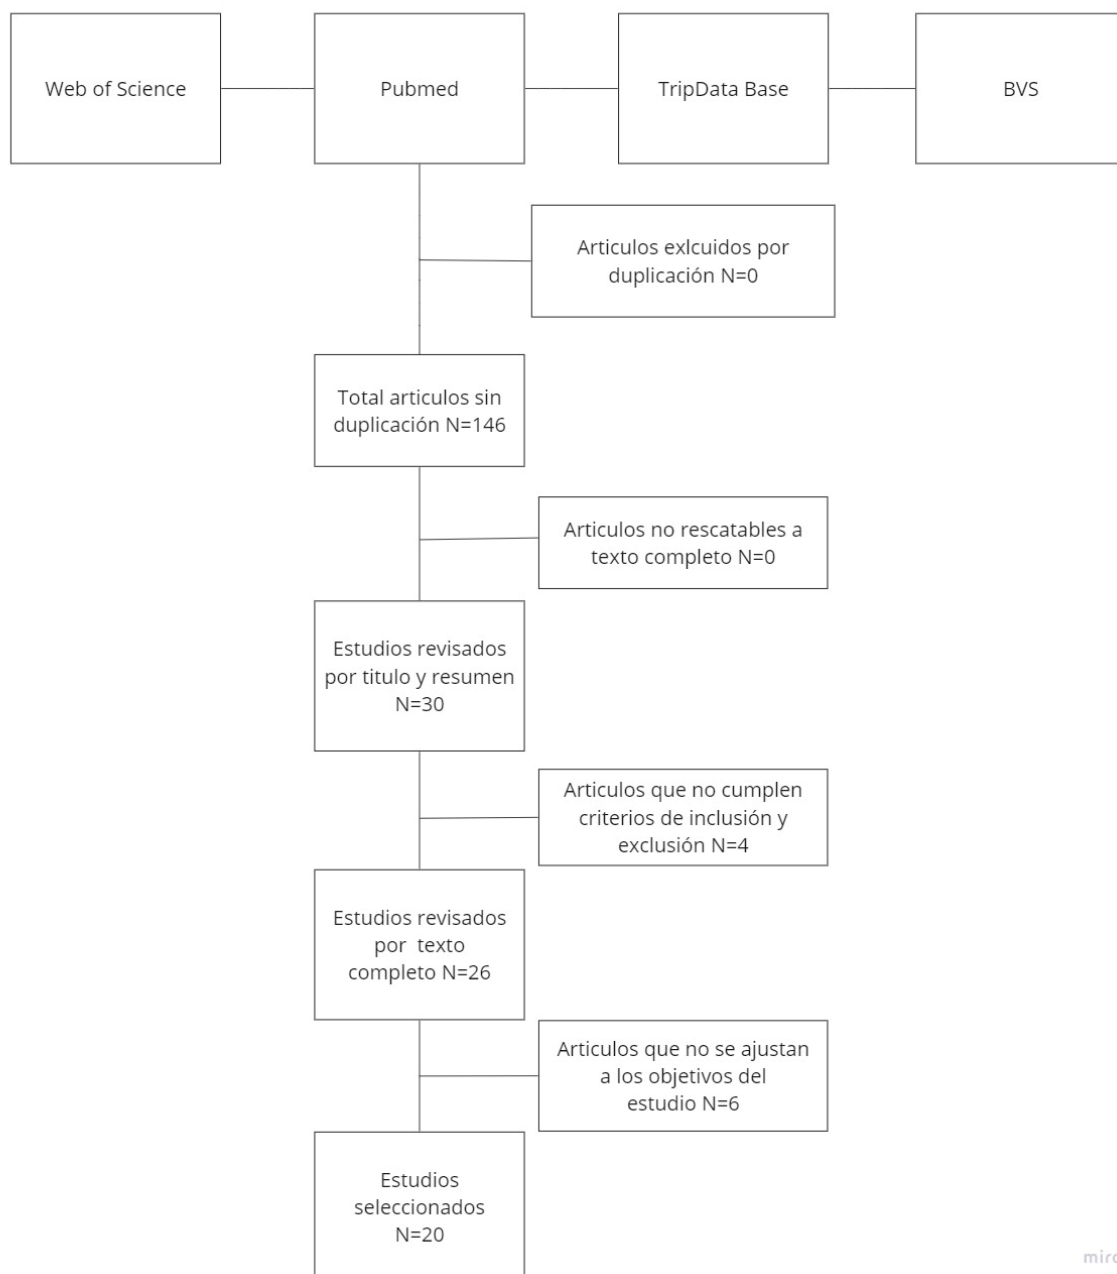 Web of Science
Pubmed
TripData Base
BVS
Articulos exlcuidos por
duplicación N=0
Total articulos sin
duplicación N=146
Articulos no rescatables a
texto completo N=0
Estudios revisados
por titulo y resumen
N=30
Articulos que no cumplen
criterios de inclusión y
exclusión N=4
Estudios revisados
por texto
completo N=26
Articulos que no se ajustan
a los objetivos del
estudio N=6
Estudios
seleccionados
N=20